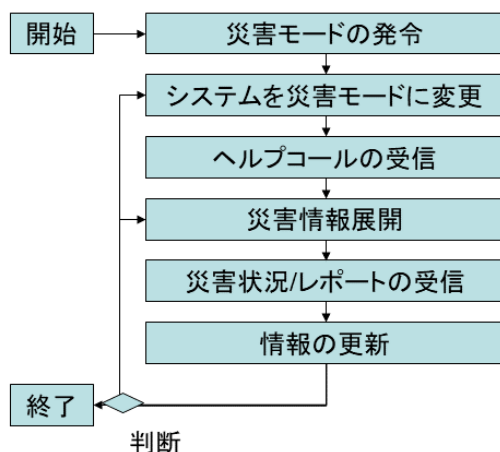 開始
災害モードの発令
システムを災害モードに変更
ヘルプコールの受信
災害情報展開
災害状況/レポートの受信
情報の更新
終了
判断